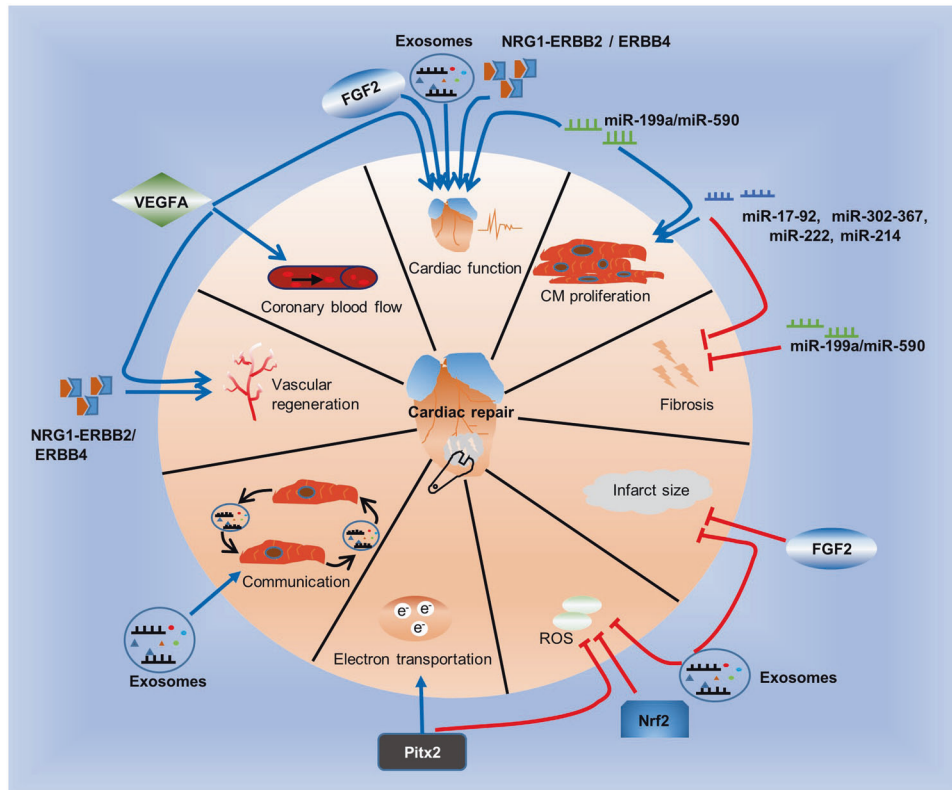 Exosomes
NRG1-ERBB2 / ERBB4
FGF2
miR-199a/miR-590
VEGFA
miR-17-92, miR-302-367,
miR-222, miR-214
Cardiac function
CM proliferation
Coronary blood flow
miR-199a/miR-590
Vascular
regeneration
Fibrosis
Cardiac repair
NRG1-ERBB2/
ERBB4
Infarct size
FGF2
Communication
e-
e-
e-
ROS
Electron transportation
Exosomes
Exosomes
Nrf2
Pitx2